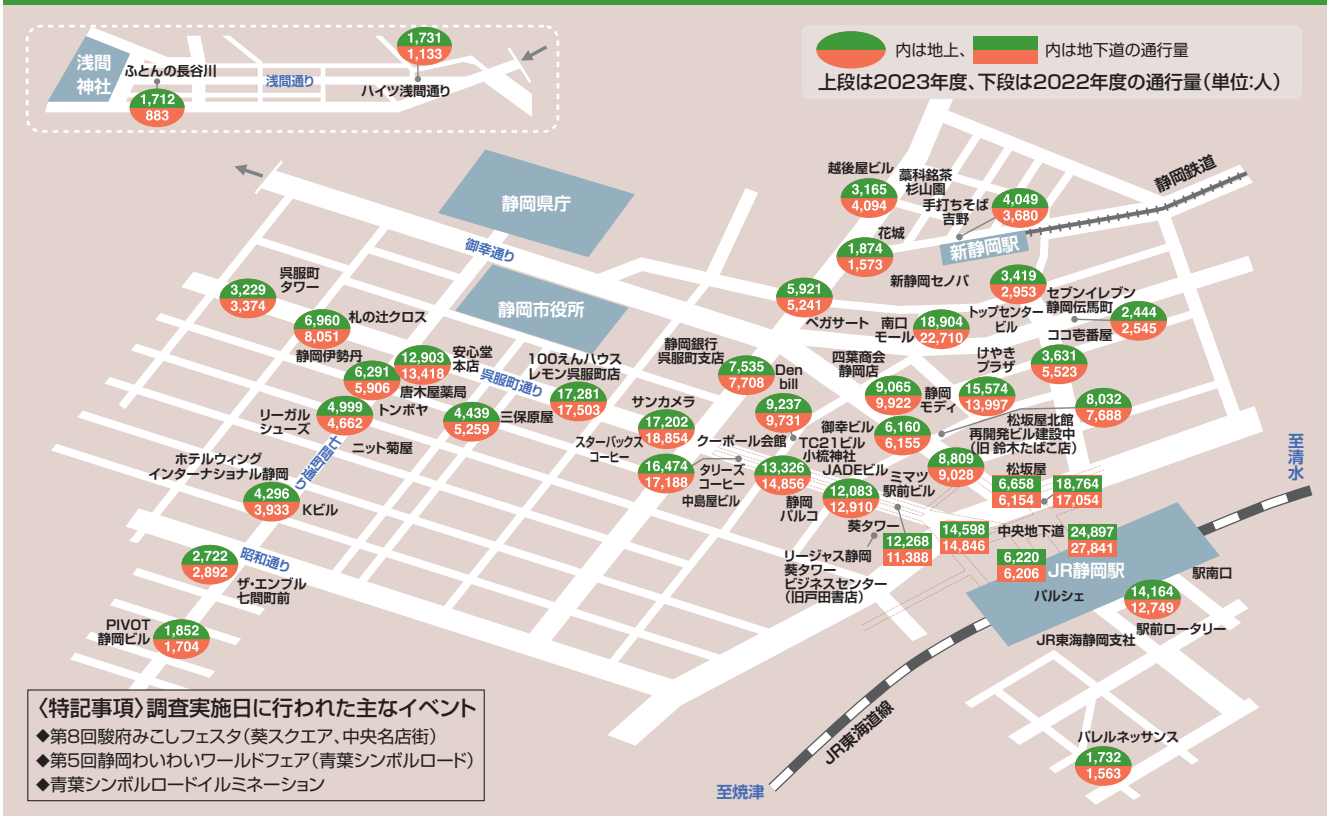 内は地上、
内は地下道の通行量
上段は2023年度、下段は2022年度の通行量（単位:人）
浅間
神社
ふとんの長谷川
1,712
883
浅間通り
1,731
1,133
ハイツ浅間通り
静岡県庁
御幸通り
静岡市役所
越後屋ビル
3,165
4,094
藁科銘茶
杉山園
手打ちそば
吉野
4,049
3,680
静岡鉄道
新静岡駅
花城
1,874
1,573
新静岡セノバ
3,419
2,953
トップセンター
ビル
セブンイレブン
静岡伝馬町
2,444
2,545
ココ壱番屋
5,921
5,241
ペガサート
南口
モール
18,904
22,710
けやき
プラザ
3,631
5,523
呉服町
タワー
3,229
3,374
6,960
8,051
札の辻クロス
静岡伊勢丹
6,291
5,906
唐木屋薬局
12,903
13,418
安心堂
本店
呉服町通り
100えんハウス
レモン呉服町店
17,281
17,503
静岡銀行
呉服町支店
7,535
7,708
Den
bill
9,237
9,731
TC21ビル
小梳神社
四葉商会
静岡店
9,065
9,922
静岡
モディ
15,574
13,997
8,032
7,688
松坂屋北館
再開発ビル建設中
（旧 鈴木たばこ店）
御幸ビル
6,160
6,155
リーガル
シューズ
4,999
4,662
トンボヤ
ニット菊屋
4,439
5,259
三保原屋
サンカメラ
17,202
18,854
スターバックス
コーヒー
16,474
17,188
クーポール会館
タリーズ
コーヒー
中島屋ビル
13,326
14,856
静岡
パルコ
JADEビル
12,083
12,910
ミマツ
駅前ビル
8,809
9,028
松坂屋
6,658
6,154
18,764
17,054
至清水
七間町通り
ホテルウィング
インターナショナル静岡
4,296
3,933
Kビル
葵タワー
12,268
11,388
リージャス静岡
葵タワー
ビジネスセンター
（旧戸田書店）
14,598
14,846
中央地下道
24,897
27,841
6,220
6,206
JR静岡駅
パルシェ
駅南口
14,164
12,749
駅前ロータリー
JR東海静岡支社
昭和通り
2,722
2,892
ザ・エンブル
七間町前
PIVOT
静岡ビル
1,852
1,704
JR東海道線
至焼津
パレルネッサンス
1,732
1,563
〈特記事項〉調査実施日に行われた主なイベント
◆第8回駿府みこしフェスタ（葵スクエア、中央名店街）
◆第5回静岡わいわいワールドフェア（青葉シンボルロード）
◆青葉シンボルロードイルミネーション